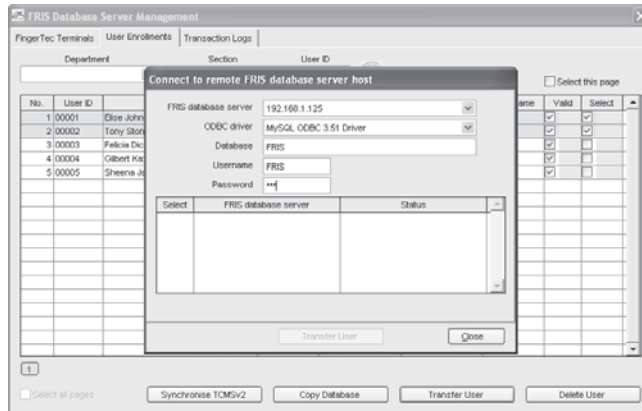 FRIS Database Server Management
FingerTec Terminals User Enrollments Transaction Logs
Department Section User ID
Connect to remote FRIS database server host
Select this page
No. User ID ame Valid Select
FRIS database server 192.168.1.125
1 00001 Elise John
ODBC driver MySQL ODBC 3.51 Driver
2 00002 Tony Ston
Database FRIS
3 00003 Felicia Dic
Username FRIS
4 00004 Gilbert Ka
Password ***
5 00005 Sheena Ja
Select FRIS database server Status
Transfer User Close
1
Select all pages Synchronise TCMSv2 Copy Database Transfer User Delete User